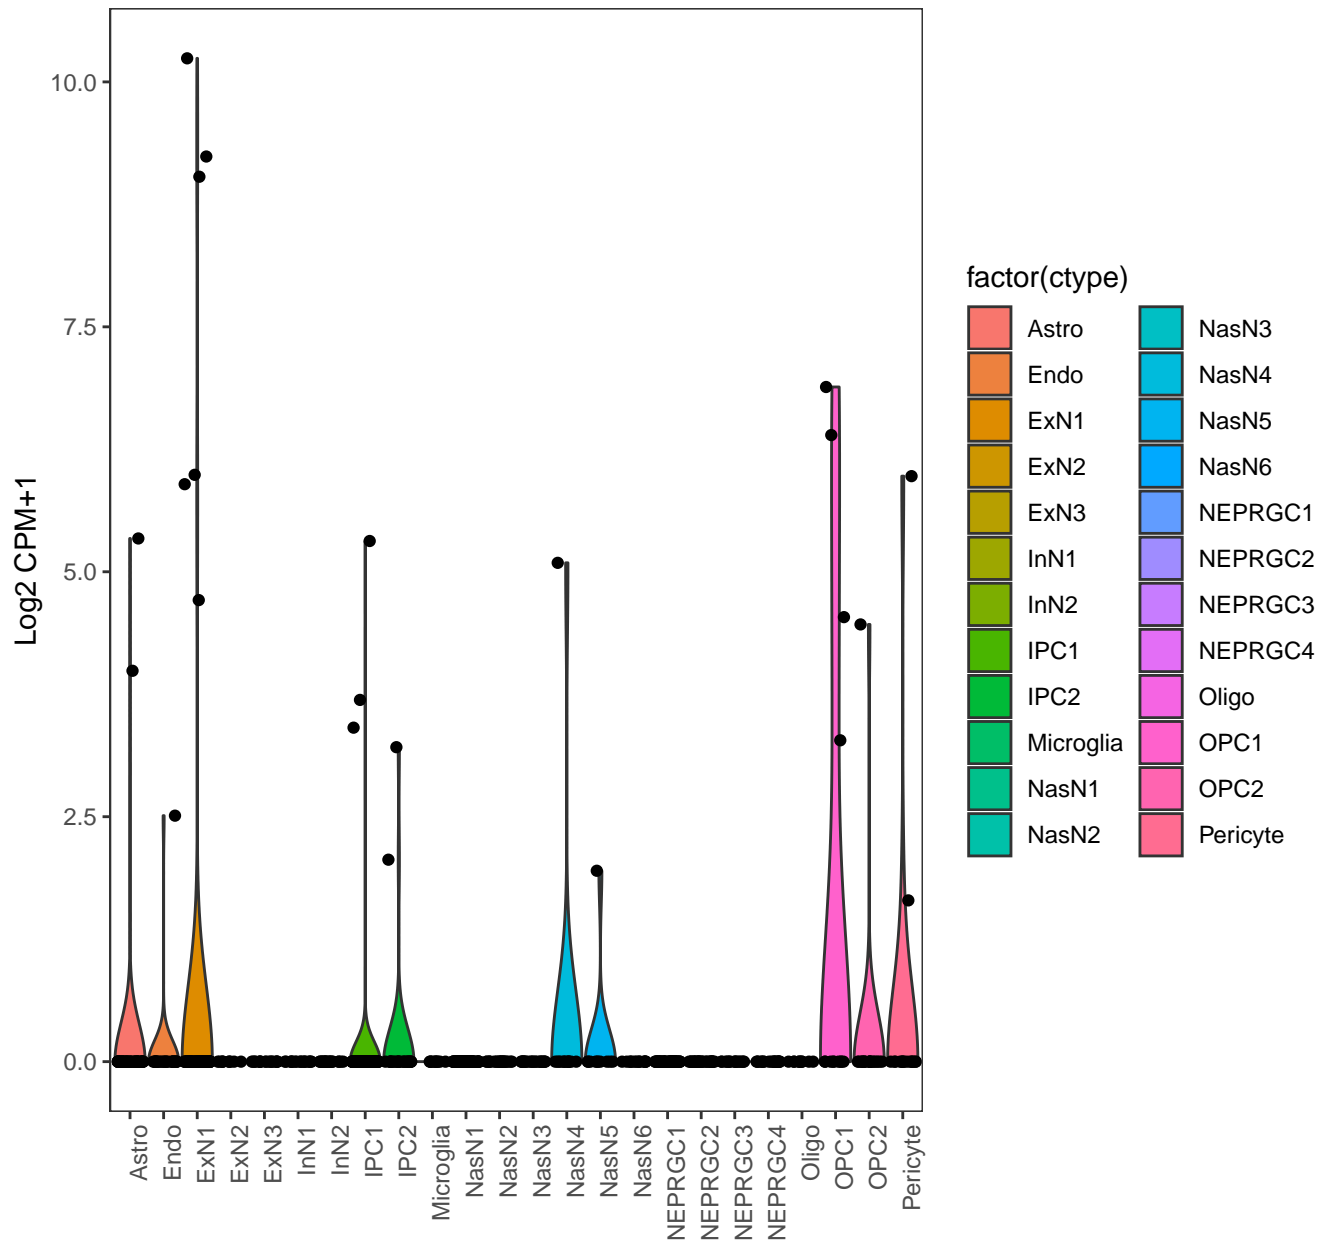 10.0
7.5
5.0
2.5
0.0
Log2 CPM+1
Astro
Endo
ExN1
ExN2
ExN3
InN1
InN2
IPC1
IPC2
Microglia
NasN1
NasN2
NasN3
NasN4
NasN5
NasN6
NEPRGC1
NEPRGC2
NEPRGC3
NEPRGC4
Oligo
OPC1
OPC2
Pericyte
factor(ctype)
Astro
Endo
ExN1
ExN2
ExN3
InN1
InN2
IPC1
IPC2
Microglia
NasN1
NasN2
NasN3
NasN4
NasN5
NasN6
NEPRGC1
NEPRGC2
NEPRGC3
NEPRGC4
Oligo
OPC1
OPC2
Pericyte